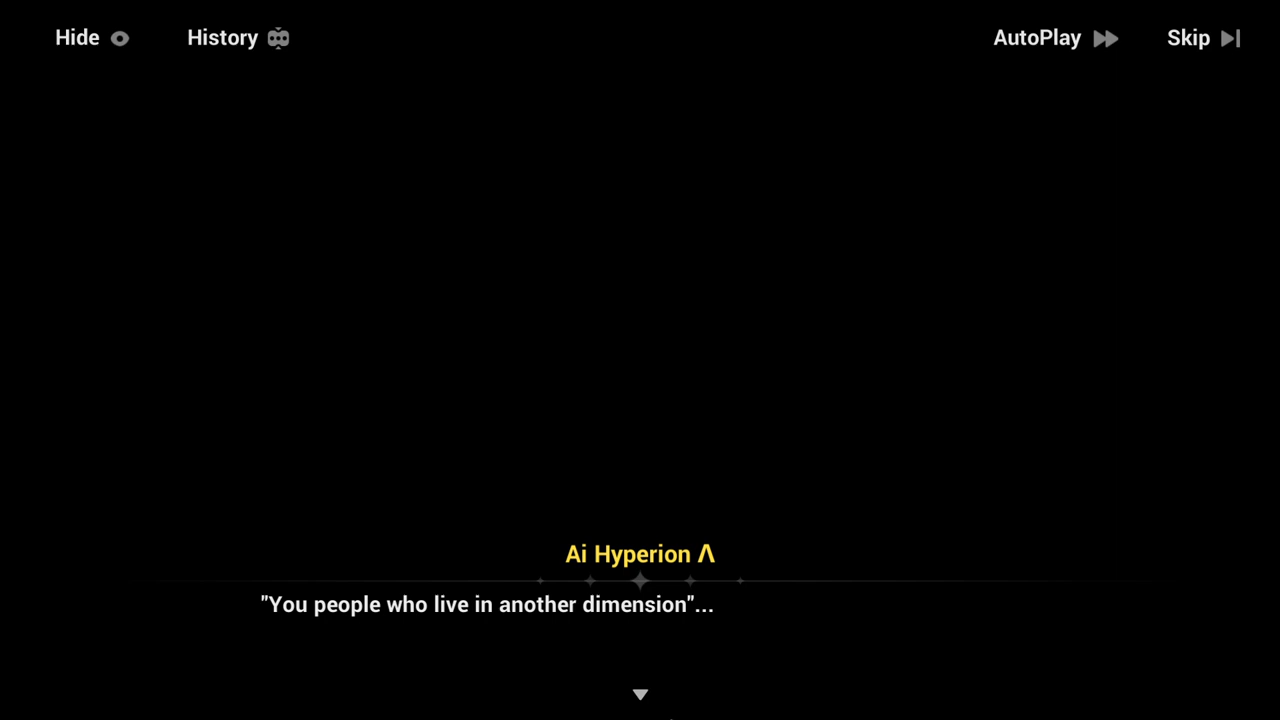 Hide
History
AutoPlay
Skip
Ai Hyperion Λ
"You people who live in another dimension"...